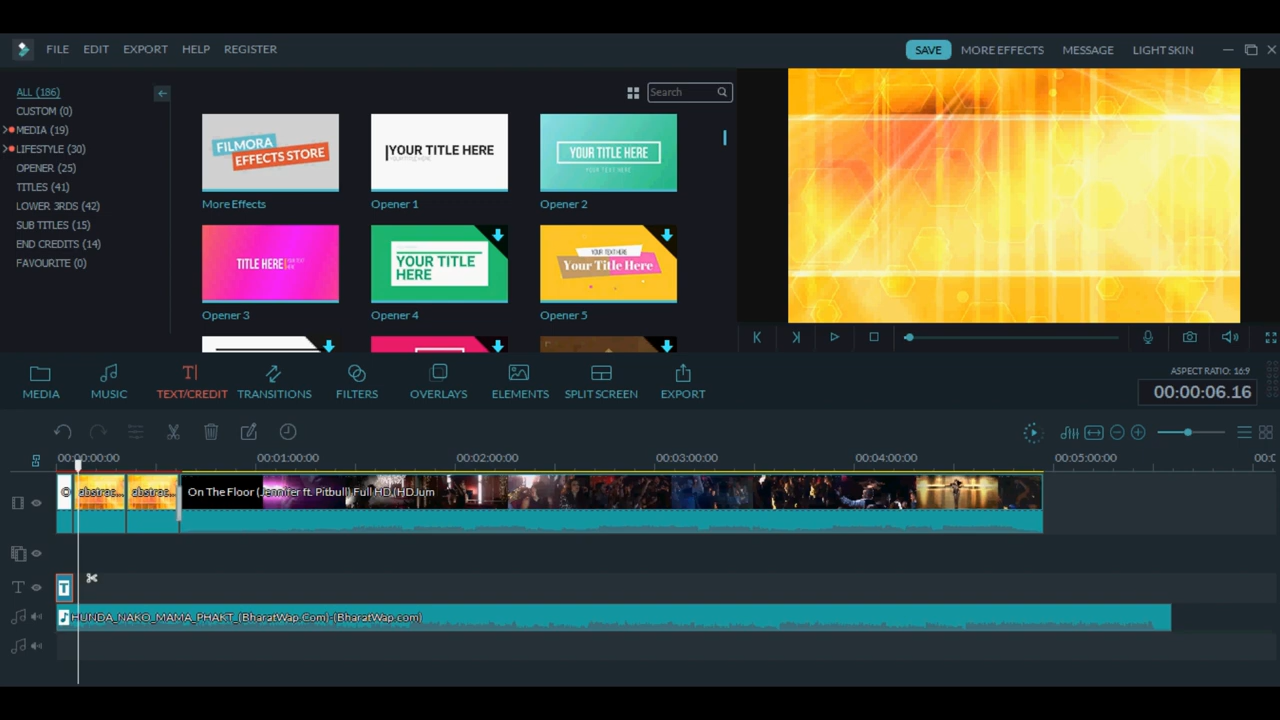 FILE EDIT EXPORT HELP REGISTER SAVE MORE EFFECTS MESSAGE LIGHT SKIN
ALL (186)
CUSTOM (0)
MEDIA (19)
LIFESTYLE (30)
OPENER (25)
TITLES (41)
LOWER 3RDS (42)
SUB TITLES (15)
END CREDITS (14)
FAVOURITE (0)
Search
FILMORA
EFFECTS STORE
YOUR TITLE HERE
YOUR TITLE HERE
YOUR TEXT HERE
More Effects Opener 1 Opener 2
TITLE HERE
YOUR TITLE
HERE
YOUR TEXT HERE
Your Title Here
Opener 3 Opener 4 Opener 5
MEDIA MUSIC TEXT/CREDIT TRANSITIONS FILTERS OVERLAYS ELEMENTS SPLIT SCREEN EXPORT
ASPECT RATIO: 16:9
00:00:06.16
00:00:00:00 00:01:00:00 00:02:00:00 00:03:00:00 00:04:00:00 00:05:00:00
abstrac... abstrac... On The Floor (Jennifer ft. Pitbull) Full HD,(HDJum
T
HUNDA_NAKO_MAMA_PHAKT_(BharatWap.Com)-(BharatWap.com)